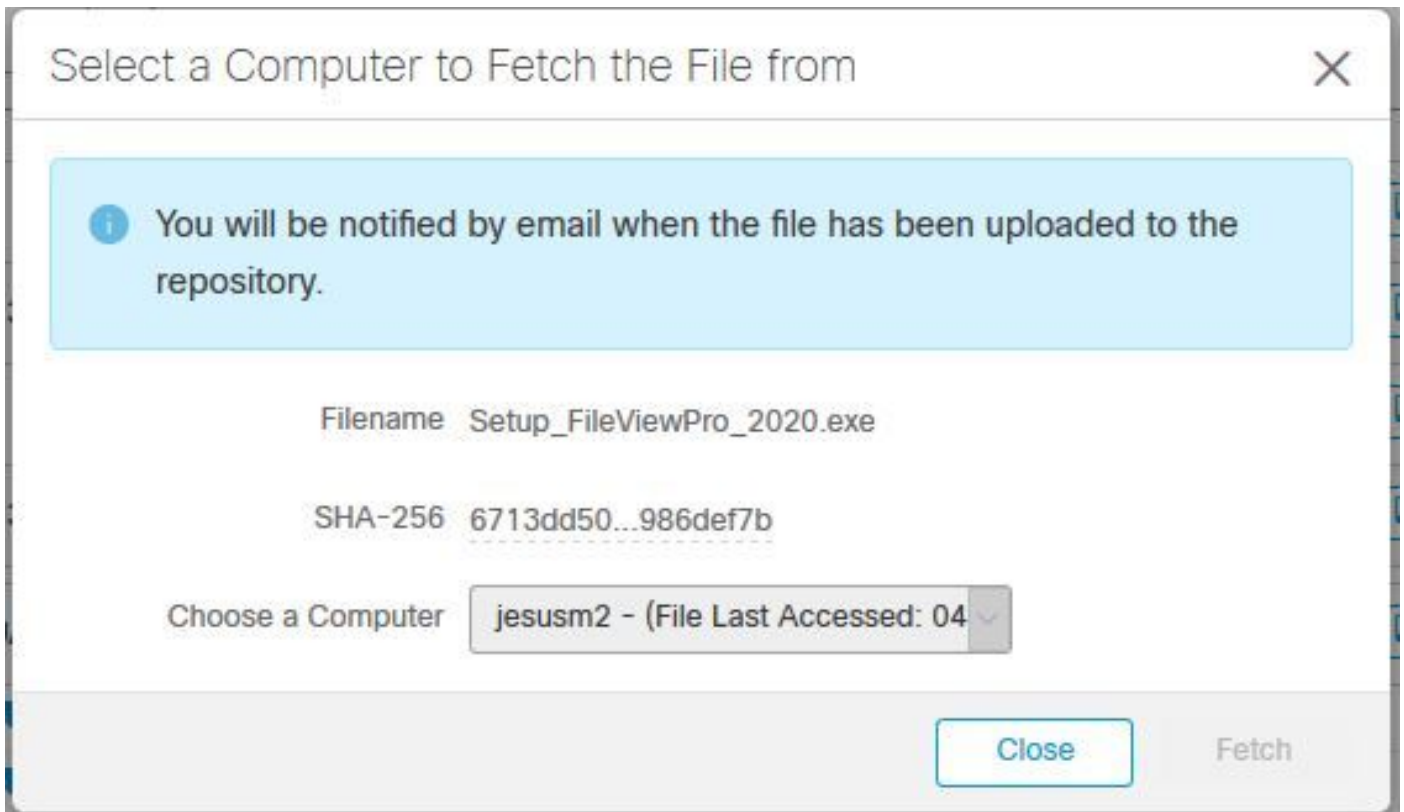 Select a Computer to Fetch the File from
You will be notified by email when the file has been uploaded to the
repository.
Filename Setup_FileViewPro_2020.exe
SHA-256 6713dd50...986def7b
Choose a Computer jesusm2 - (File Last Accessed: 04
Close Fetch